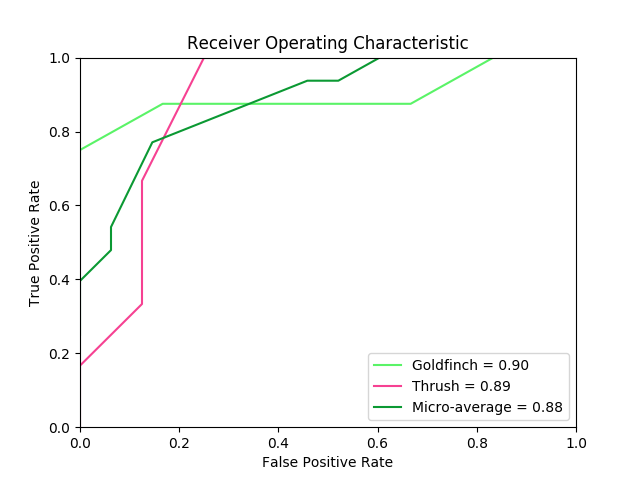 Receiver Operating Characteristic
True Positive Rate
1.0
0.8
0.6
0.4
0.2
0.0
Goldfinch = 0.90
Thrush = 0.89
Micro-average = 0.88
0.0 0.2 0.4 0.6 0.8 1.0
False Positive Rate